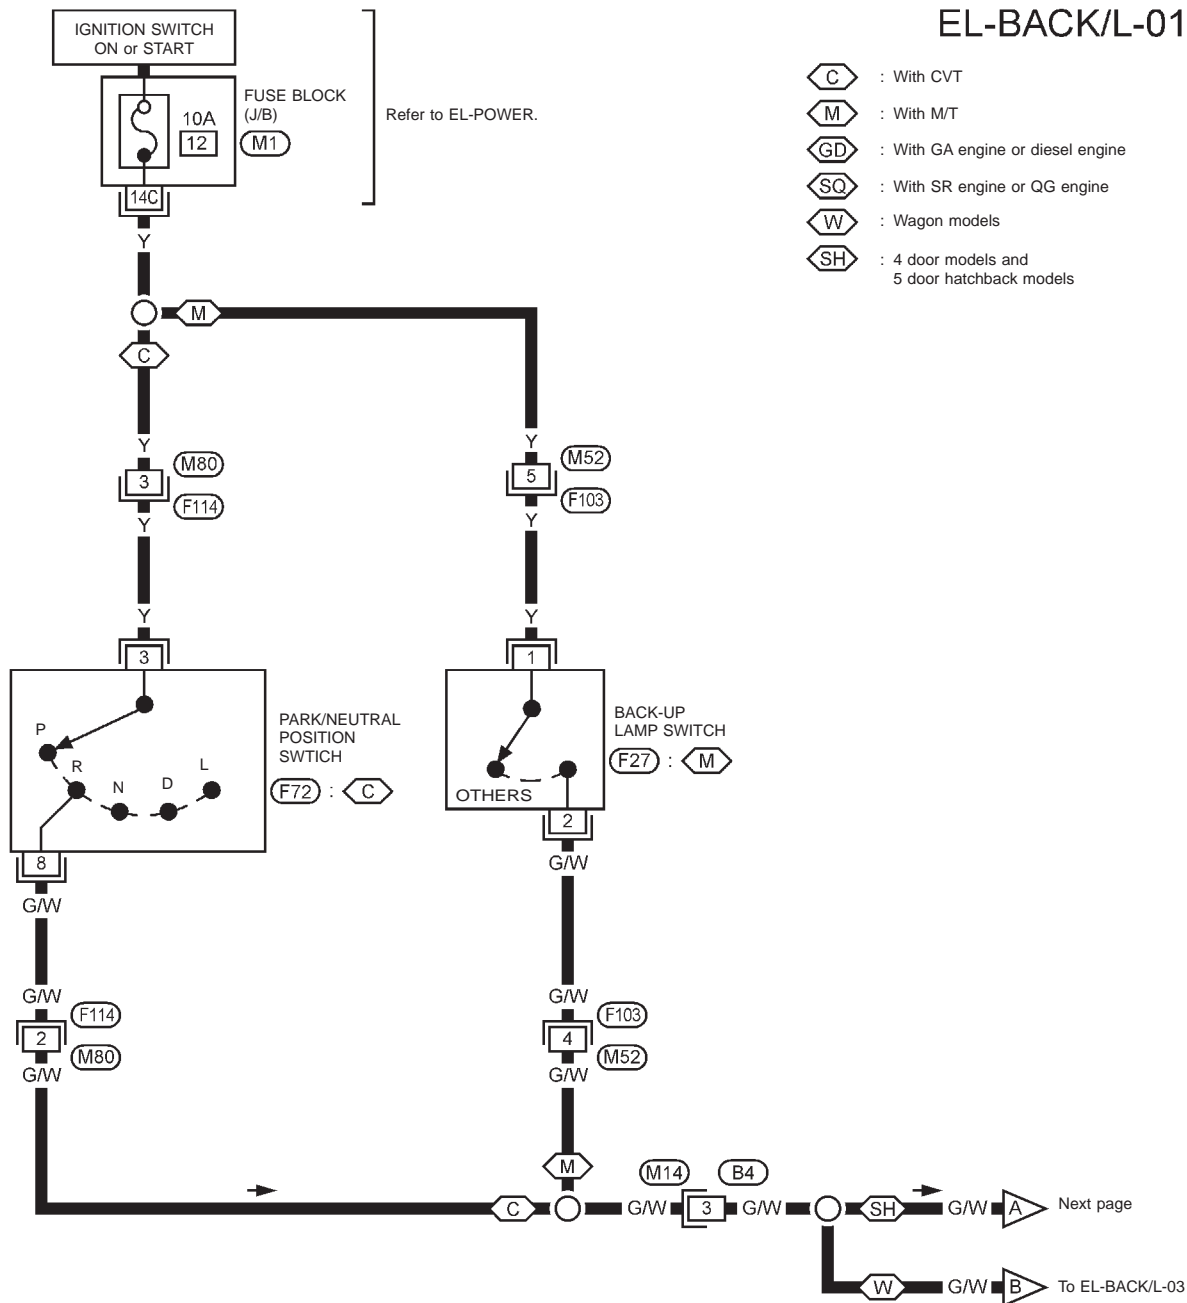 EL-BACK/L-01
IGNITION SWITCH
ON or START
FUSE BLOCK
(J/B)
10A
12
M1
Refer to EL-POWER.
14C
C : With CVT
M : With M/T
GD : With GA engine or diesel engine
SQ : With SR engine or QG engine
W : Wagon models
SH : 4 door models and
5 door hatchback models
Y
M
C
Y
Y
3
M80
5
M52
F114
F103
Y
Y
Y
Y
3
1
P
R
N
D
L
PARK/NEUTRAL
POSITION
SWTICH
F72 : C
OTHERS
BACK-UP
LAMP SWITCH
F27 : M
8
2
G/W
G/W
G/W
G/W
F114
F103
2
4
M80
M52
G/W
G/W
M
M14
B4
C
G/W
3
G/W
SH
G/W
A
Next page
W
G/W
B
To EL-BACK/L-03